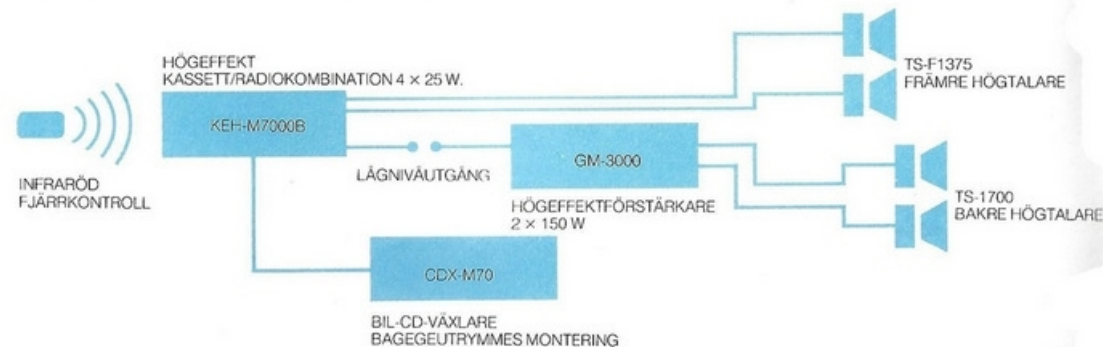 HÖGEFFEKT
KASSETT/RADIOKOMBINATION 4 × 25 W.
KEH-M7000B
INFRARÖD
FJÄRRKONTROLL
LÅGNIVÅUTGÅNG
GM-3000
HÖGEFFEKTFÖRSTÄRKARE
2 × 150 W
CDX-M70
BIL-CD-VÄXLARE
BAGEGEUTRYMMES MONTERING
TS-F1375
FRÄMRE HÖGTALARE
TS-1700
BAKRE HÖGTALARE